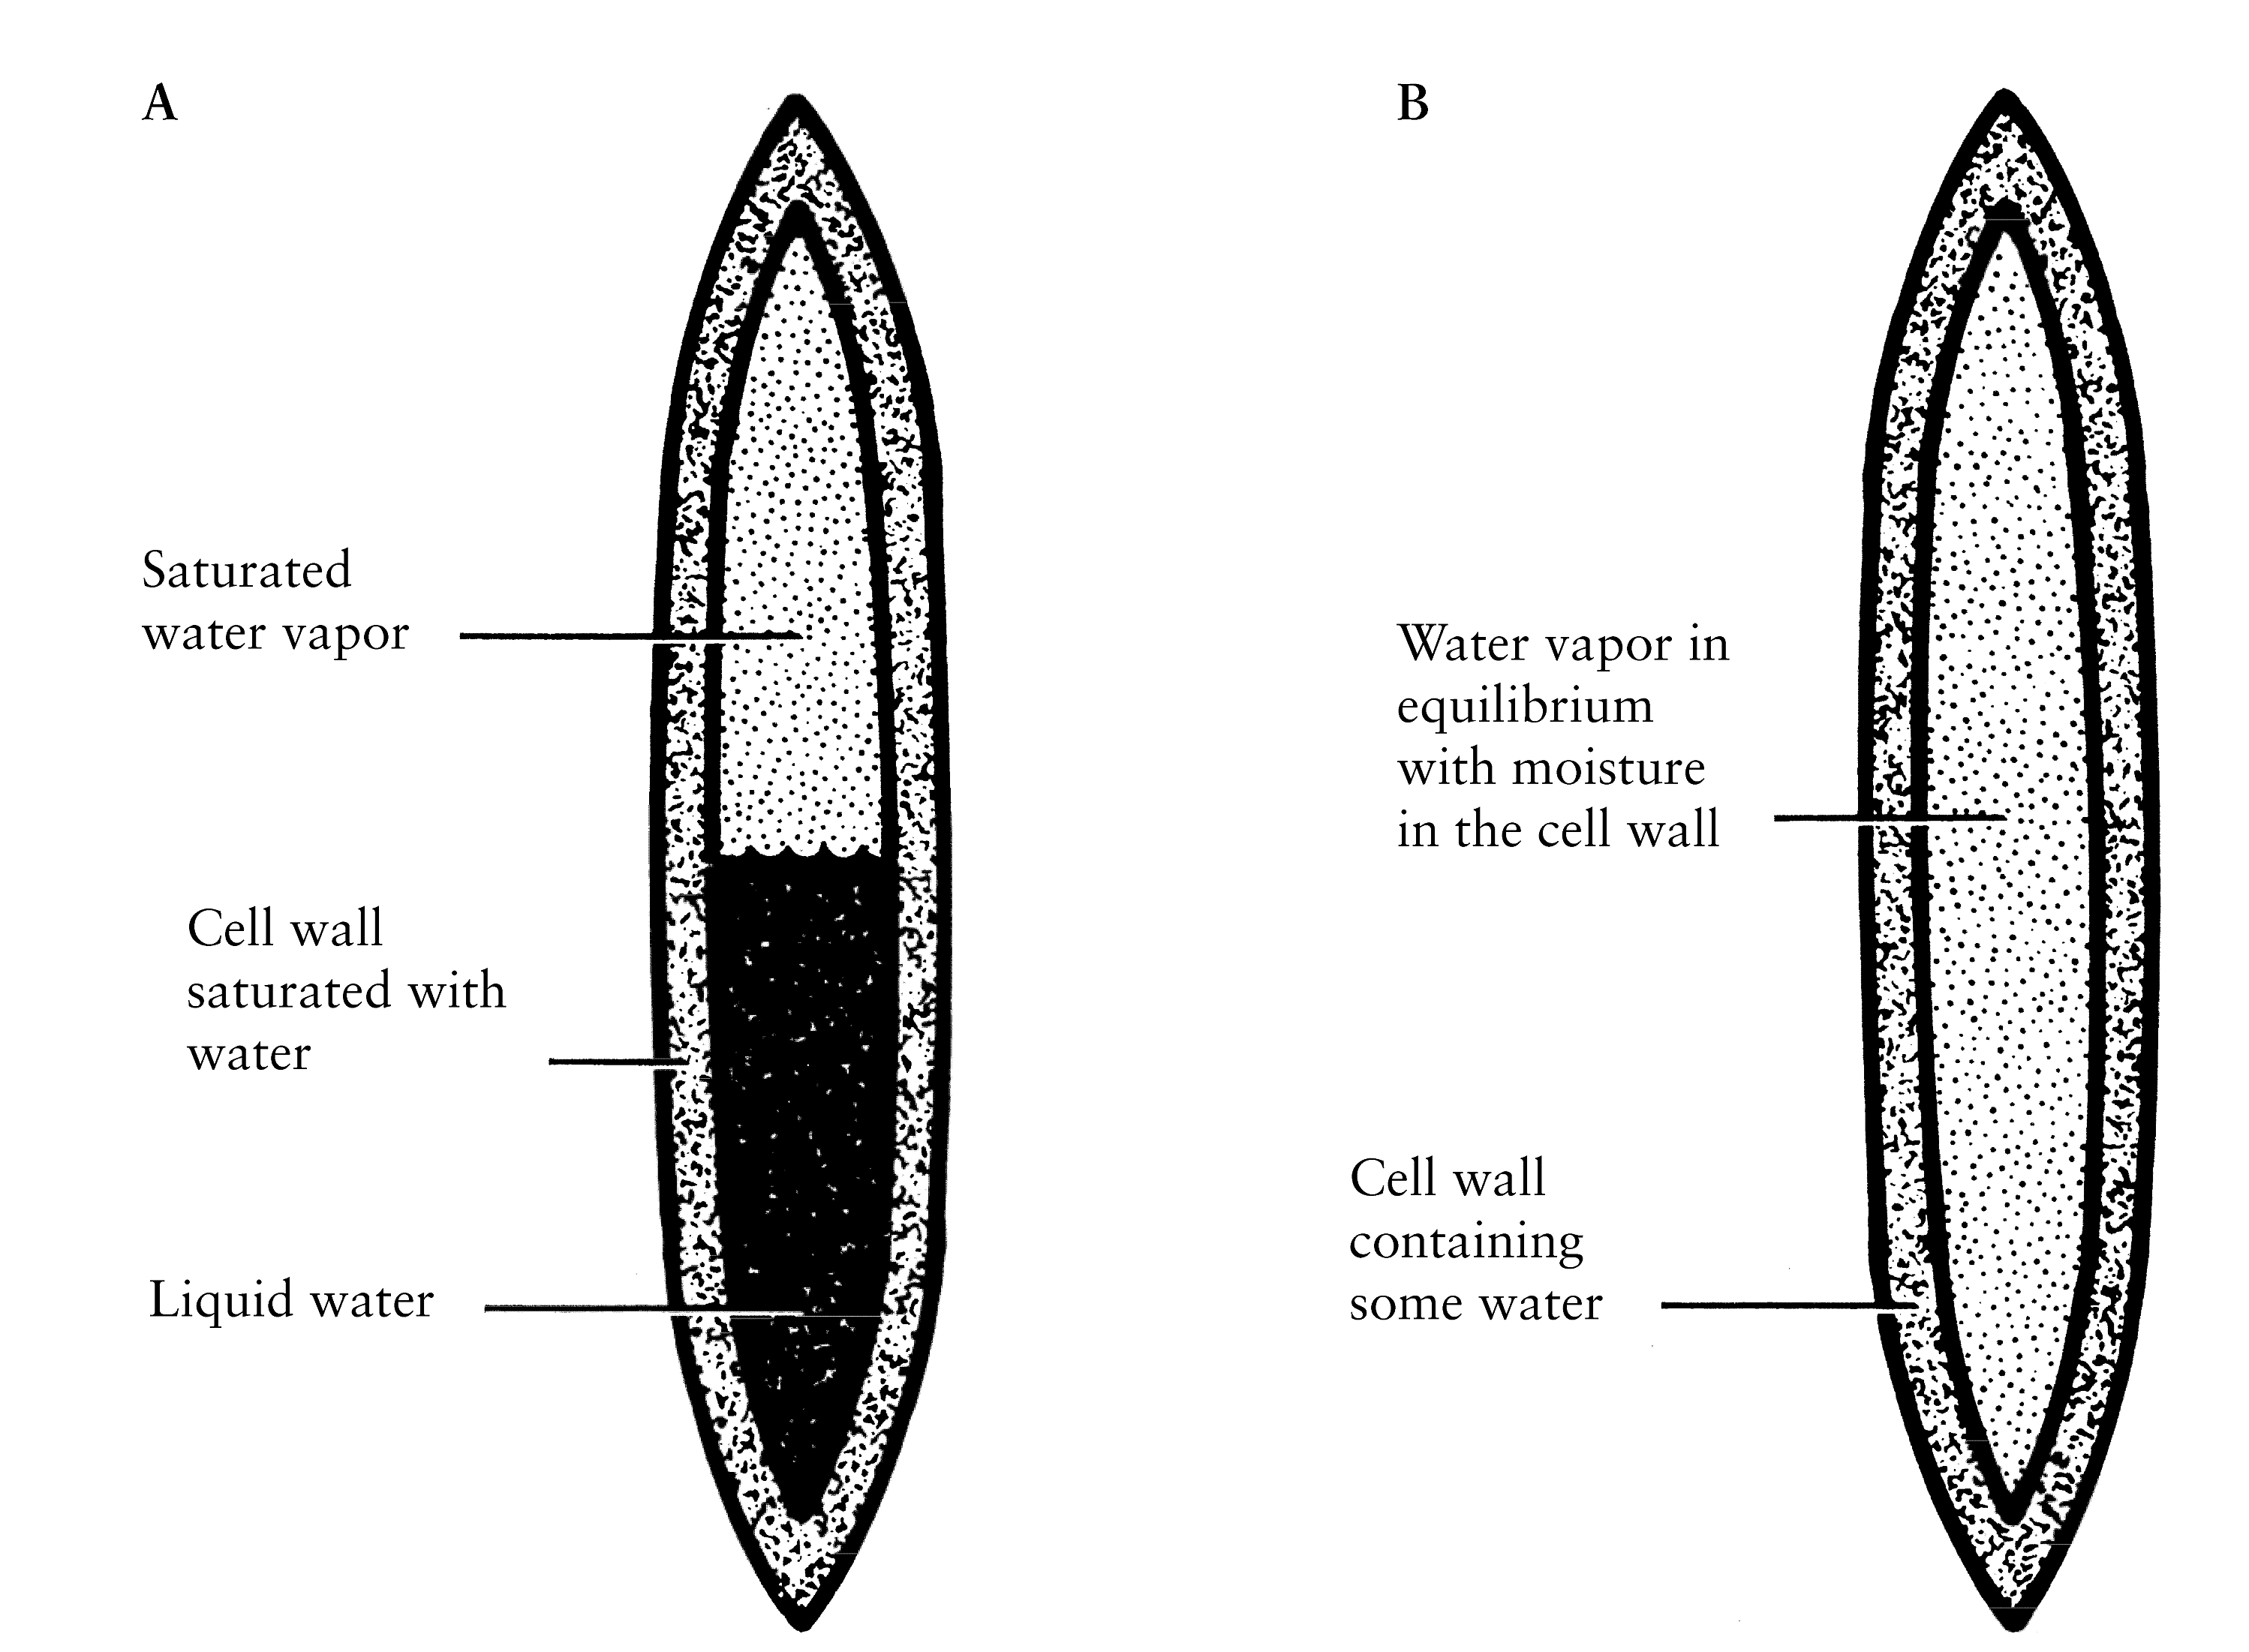 A
Saturated
water vapor
Cell wall
saturated with
water
Liquid water
B
Water vapor in
equilibrium
with moisture
in the cell wall
Cell wall
containing
some water